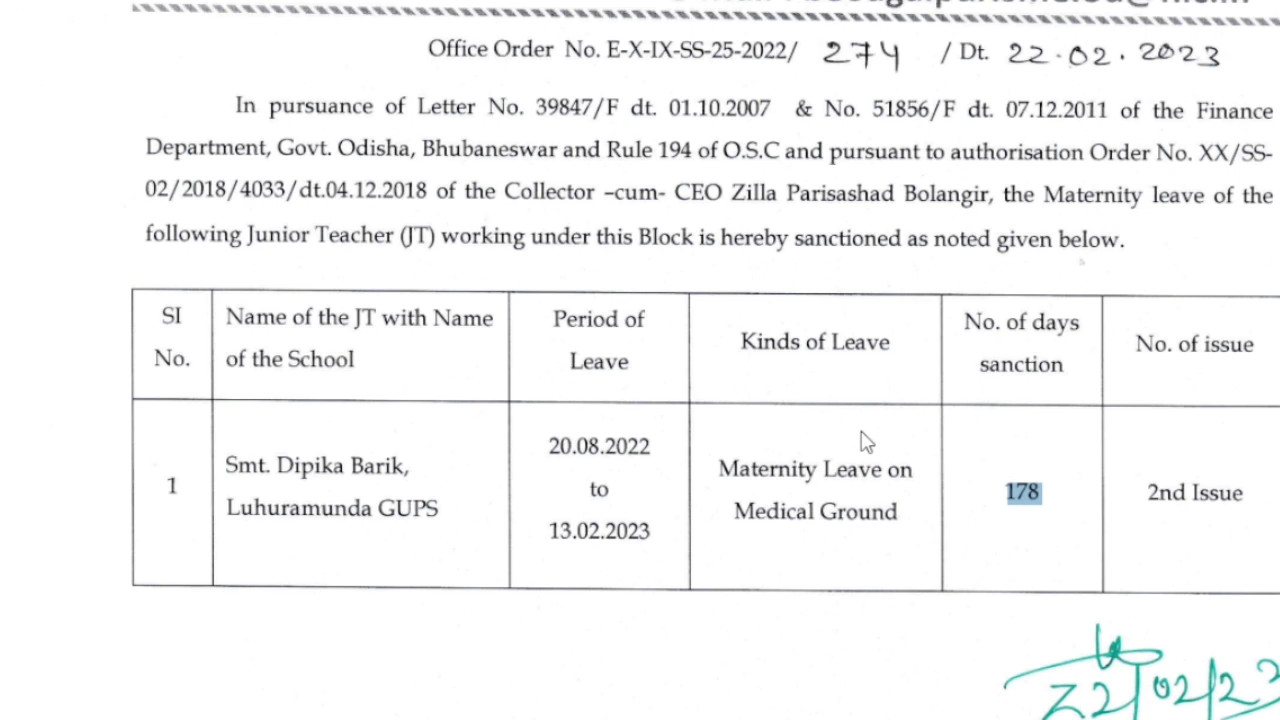 Office Order No. E-X-IX-SS-25-2022/ 274 / Dt. 22.02.2023
In pursuance of Letter No. 39847/F dt. 01.10.2007 & No. 51856/F dt. 07.12.2011 of the Finance
Department, Govt. Odisha, Bhubaneswar and Rule 194 of O.S.C and pursuant to authorisation Order No. XX/SS-
02/2018/4033/dt.04.12.2018 of the Collector –cum- CEO Zilla Parisashad Bolangir, the Maternity leave of the
following Junior Teacher (JT) working under this Block is hereby sanctioned as noted given below.
SI No.
Name of the JT with Name
of the School
Period of
Leave
Kinds of Leave
No. of days
sanction
No. of issue
1
Smt. Dipika Barik,
Luhuramunda GUPS
20.08.2022
to
13.02.2023
Maternity Leave on
Medical Ground
178
2nd Issue
22/02/23